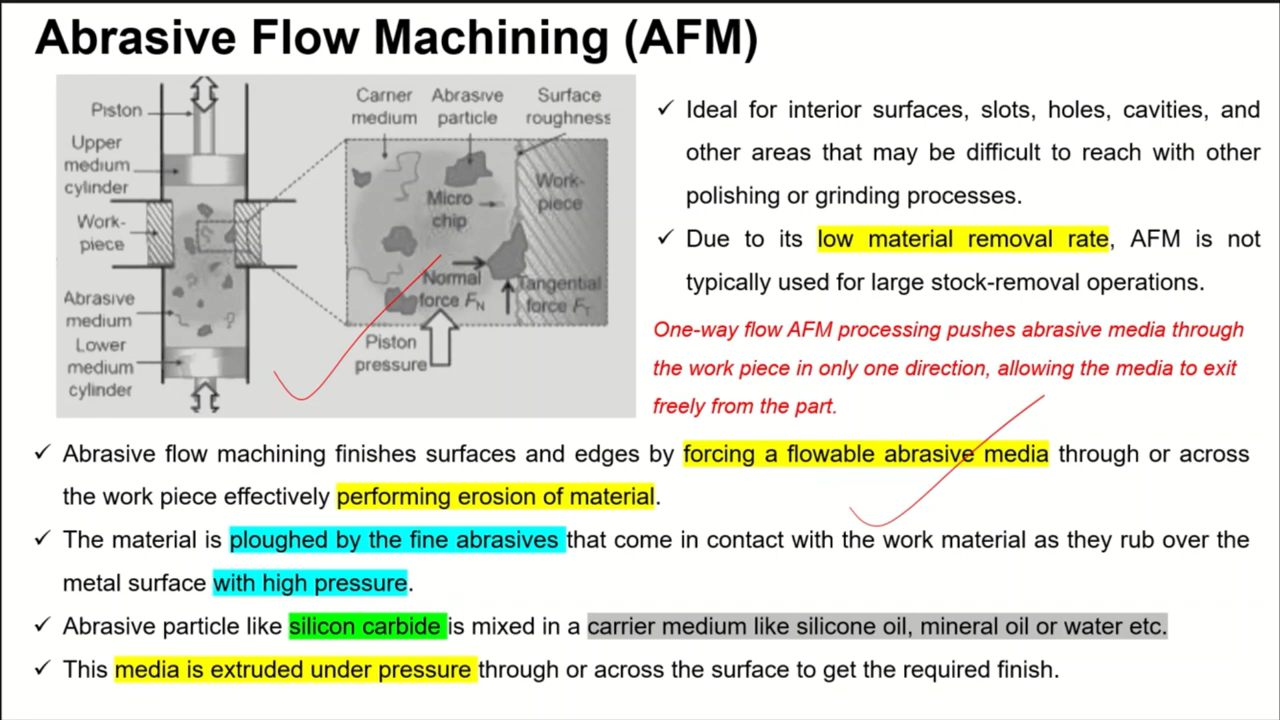 Abrasive Flow Machining (AFM)
Piston
Upper
medium
cylinder
Work-
piece
Abrasive
medium
Lower
medium
cylinder
Carner
medium
Abrasive
particle
Surface
roughness
Micro
chip
Work-
piece
Normal
force FN
Tangential
force FT
Piston
pressure
✓ Ideal for interior surfaces, slots, holes, cavities, and
other areas that may be difficult to reach with other
polishing or grinding processes.
✓ Due to its low material removal rate, AFM is not
typically used for large stock-removal operations.
One-way flow AFM processing pushes abrasive media through
the work piece in only one direction, allowing the media to exit
freely from the part.
✓ Abrasive flow machining finishes surfaces and edges by forcing a flowable abrasive media through or across
the work piece effectively performing erosion of material.
✓ The material is ploughed by the fine abrasives that come in contact with the work material as they rub over the
metal surface with high pressure.
✓ Abrasive particle like silicon carbide is mixed in a carrier medium like silicone oil, mineral oil or water etc.
✓ This media is extruded under pressure through or across the surface to get the required finish.